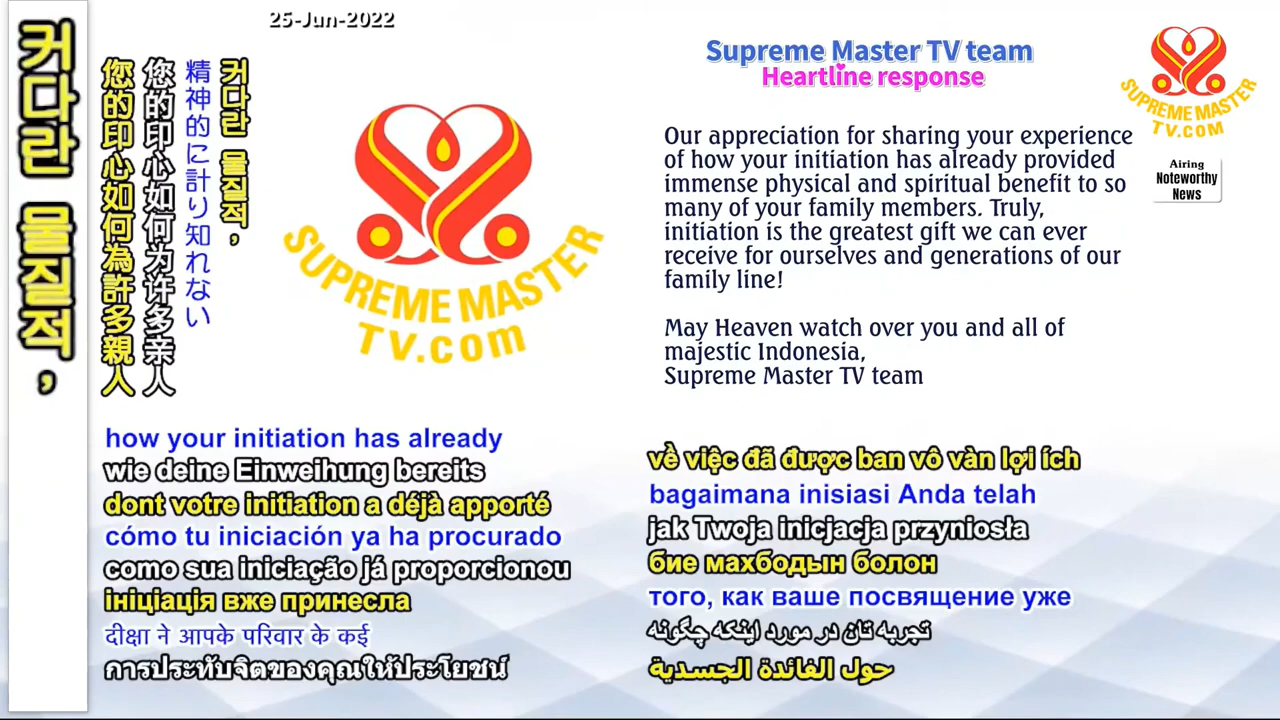 25-Jun-2022
커다란 물질적,
您的印心如何為許多親人
您的印心如何为许多亲人
精神的に計り知れない
커다란 물질적,
SUPREME MASTER
TV.com
Supreme Master TV team
Heartline response
SUPREME MASTER
TV.COM
Airing
Noteworthy
News
Our appreciation for sharing your experience
of how your initiation has already provided
immense physical and spiritual benefit to so
many of your family members. Truly,
initiation is the greatest gift we can ever
receive for ourselves and generations of our
family line!
May Heaven watch over you and all of
majestic Indonesia,
Supreme Master TV team
how your initiation has already
wie deine Einweihung bereits
dont votre initiation a déjà apporté
cómo tu iniciación ya ha procurado
como sua iniciação já proporcionou
ініціація вже принесла
दीक्षा ने आपके परिवार के कई
การประทับจิตของคุณให้ประโยชน์
về việc đã được ban vô vàn lợi ích
bagaimana inisiasi Anda telah
jak Twoja inicjacja przyniosła
бие махбодын болон
того, как ваше посвящение уже
تجربه تان در مورد اینکه چگونه
حول الفائدة الجسدية